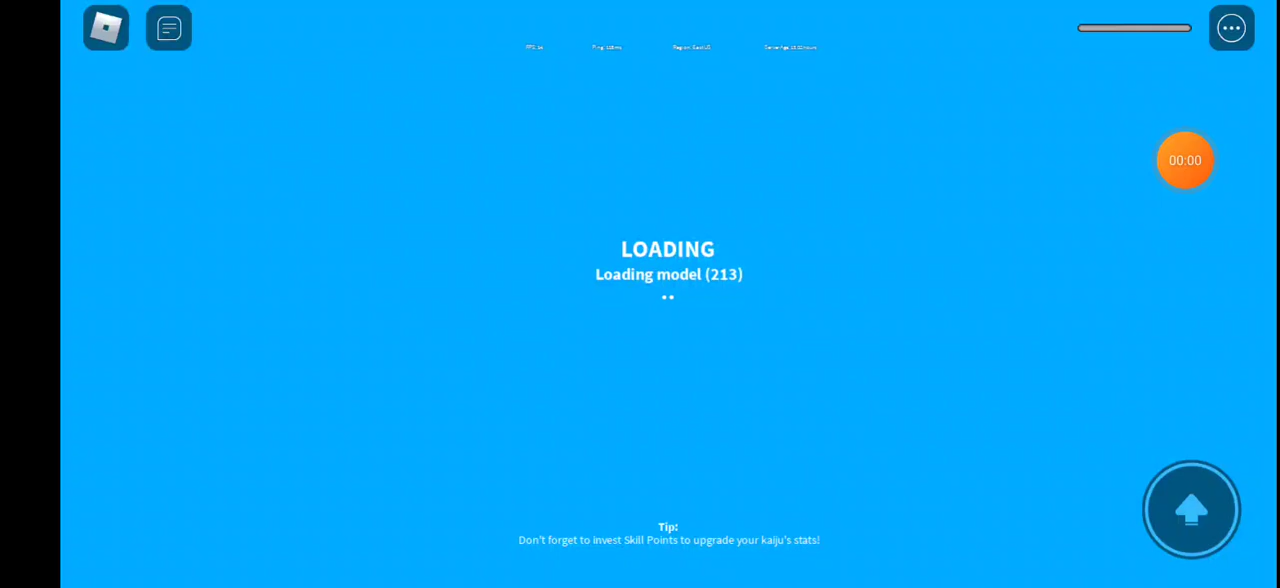 00:00
LOADING
Loading model (213)
Tip:
Don't forget to invest Skill Points to upgrade your kaiju's stats!